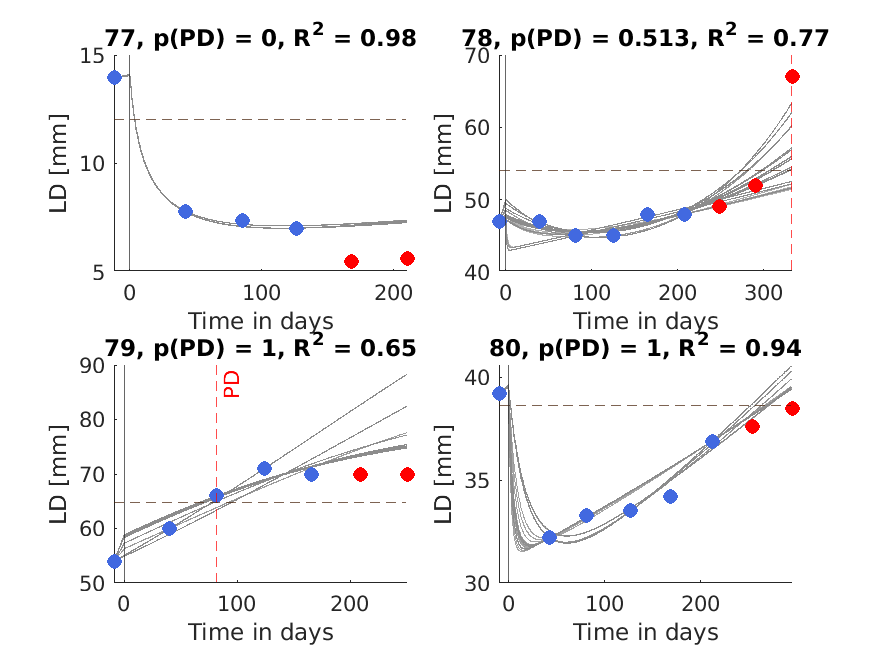 77, p(PD) = 0, R² = 0.98
15
10
5
LD [mm]
0
100
200
Time in days
78, p(PD) = 0.513, R² = 0.77
70
60
50
40
LD [mm]
0
100
200
300
Time in days
79, p(PD) = 1, R² = 0.65
90
80
70
60
50
LD [mm]
PD
0
100
200
Time in days
80, p(PD) = 1, R² = 0.94
40
35
30
LD [mm]
0
100
200
Time in days